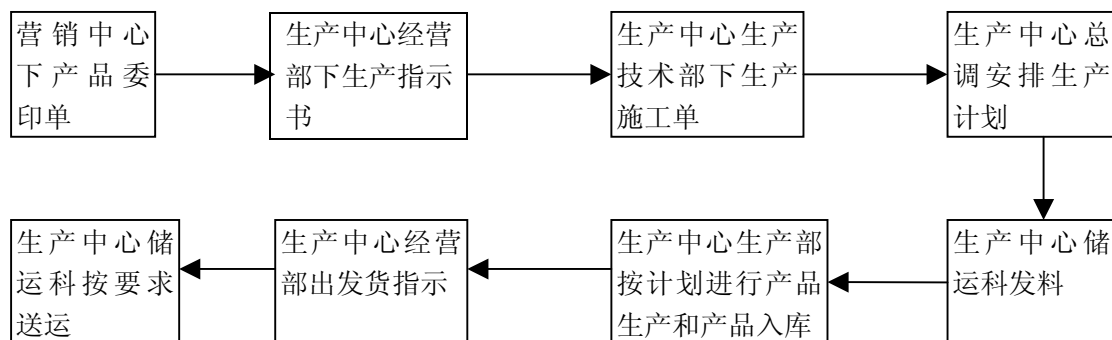 营销中心
下产品委
印单
生产中心经营
部下生产指示
书
生产中心生产
技术部下生产
施工单
生产中心总
调安排生产
计划
生产中心储
运科发料
生产中心生产部
按计划进行产品
生产和产品入库
生产中心经营
部出发货指示
生产中心储
运科按要求
送运